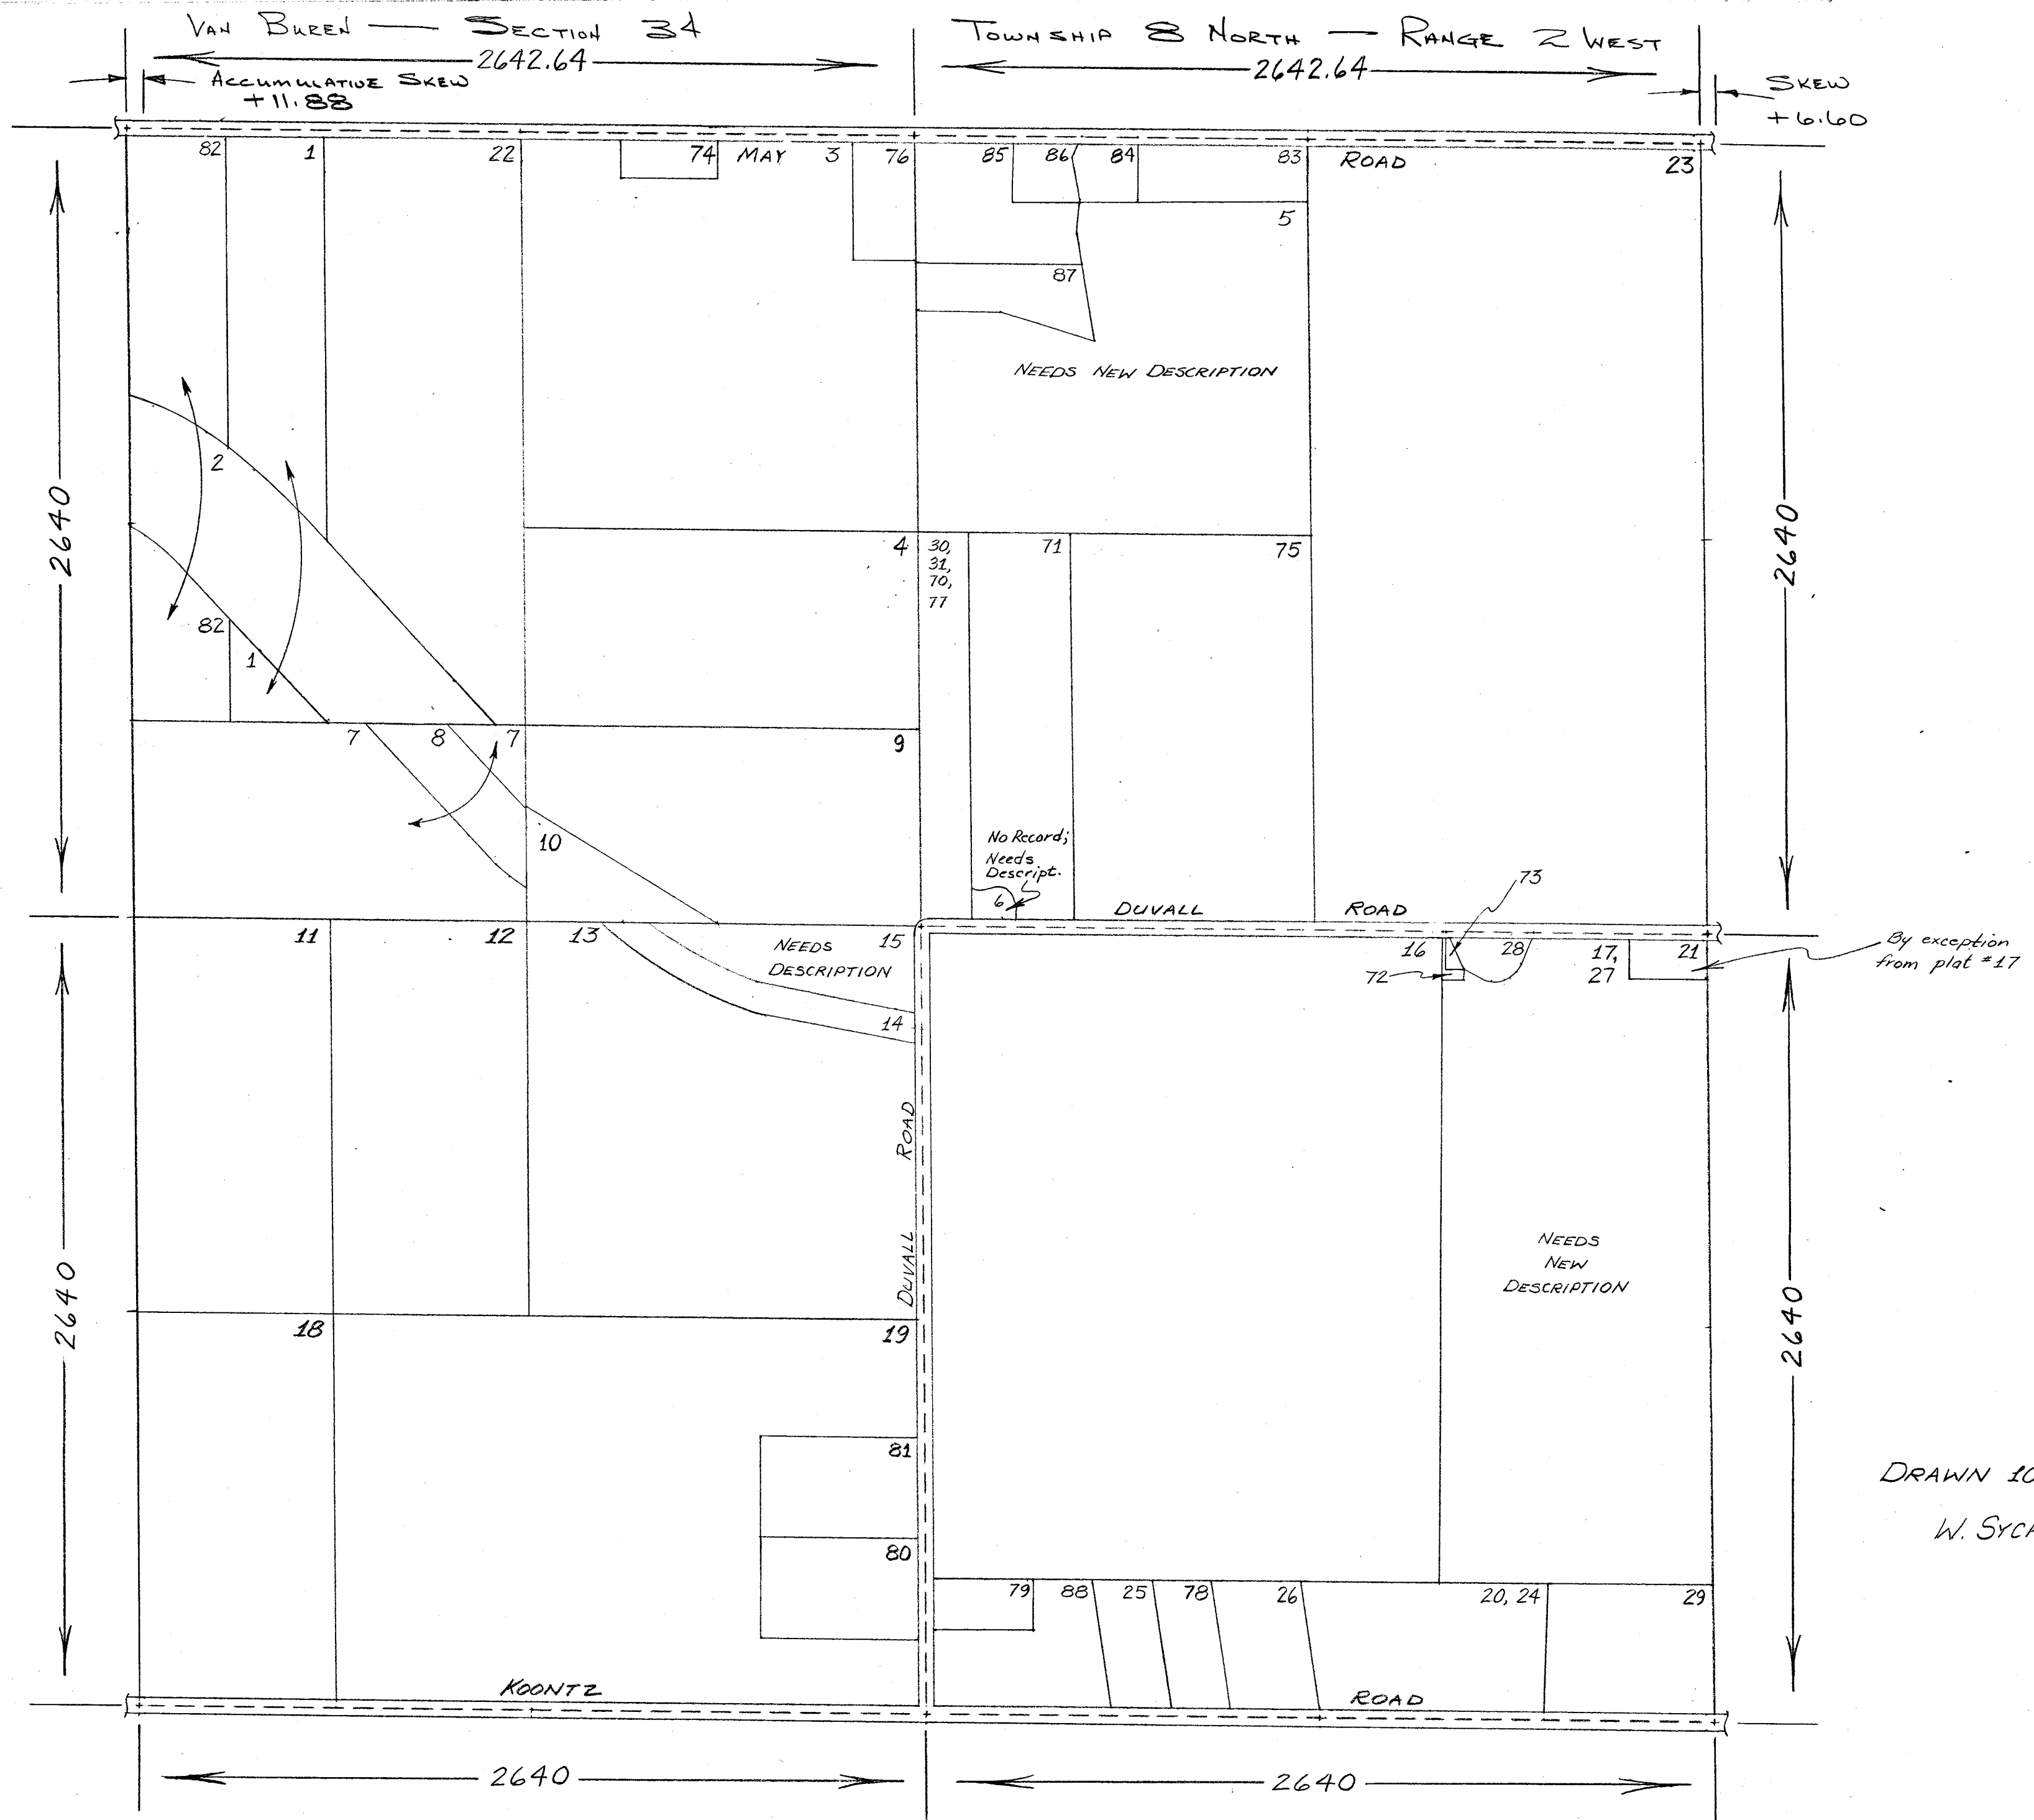 VAN BUREN — SECTION 34
TOWNSHIP 8 NORTH — RANGE 2 WEST
2642.64
2642.64
ACCUMULATIVE SKEW
+11.88
SKEW
+6.60
82
1
22
74
MAY
3
76
85
86
84
83
ROAD
23
5
87
NEEDS NEW DESCRIPTION
2640
2
2640
4
30,
31,
70,
77
71
75
82
1
7
8
7
9
10
No Record;
Needs
Descript.
6
DUVALL
ROAD
73
11
12
13
NEEDS
DESCRIPTION
15
16
28
17,
27
21
72
By exception
from plat #17
14
ROAD
DUVALL
NEEDS
NEW
DESCRIPTION
2640
2640
18
19
81
80
79
88
25
78
26
20, 24
29
DRAWN
W.
KOONTZ
ROAD
2640
2640